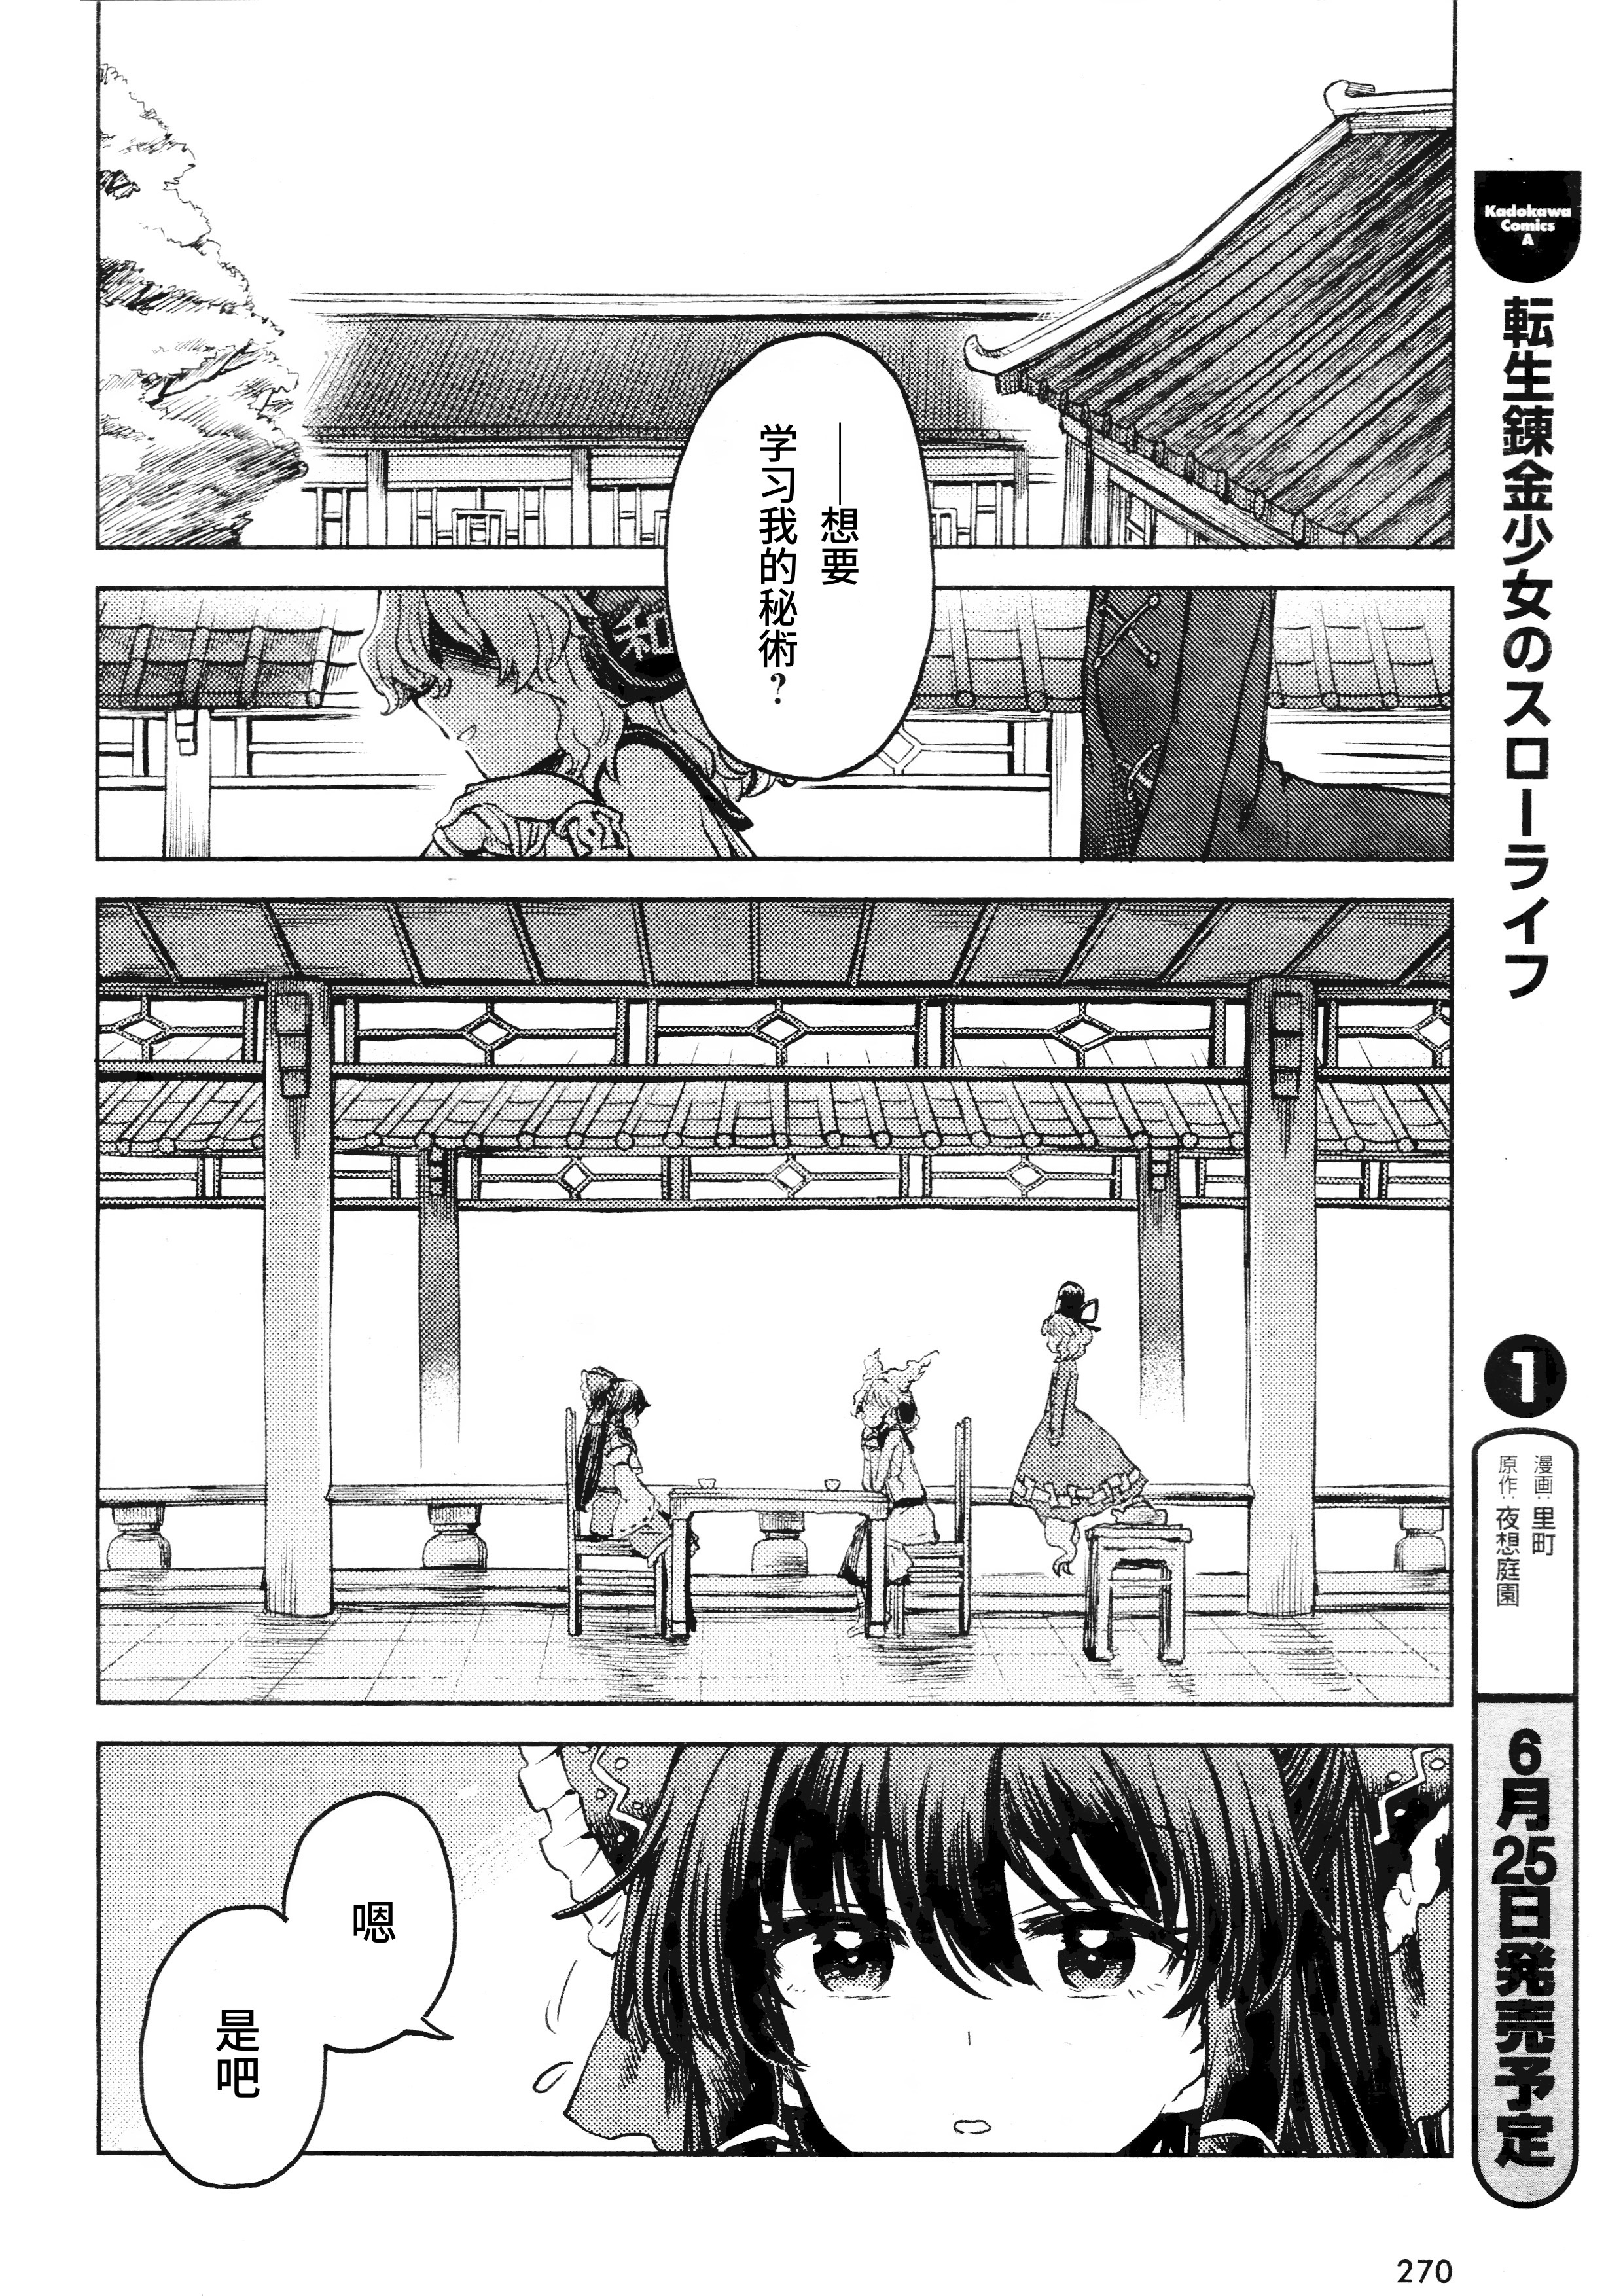 ——想要
学习我的秘術?
和
嗯
是吧
Kadokawa
Comics
A
転生錬金少女のスローライフ
1
漫画:里町
原作:夜想庭園
6月25日発売予定
270